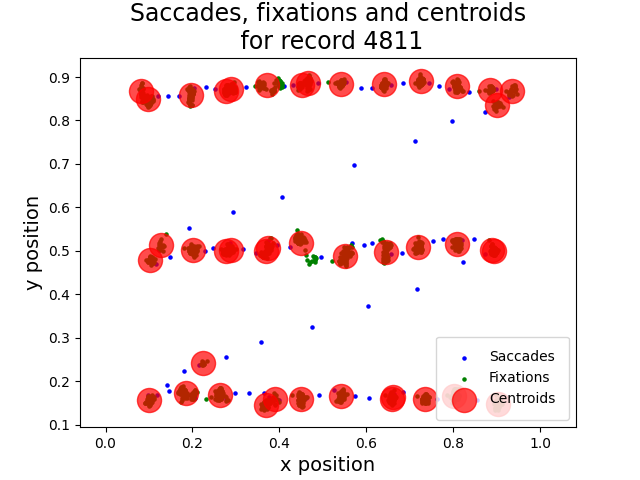 Saccades, fixations and centroids
for record 4811
0.9
0.8
0.7
0.6
0.5
0.4
0.3
0.2
0.1
y position
Saccades
Fixations
Centroids
0.0 0.2 0.4 0.6 0.8 1.0
x position